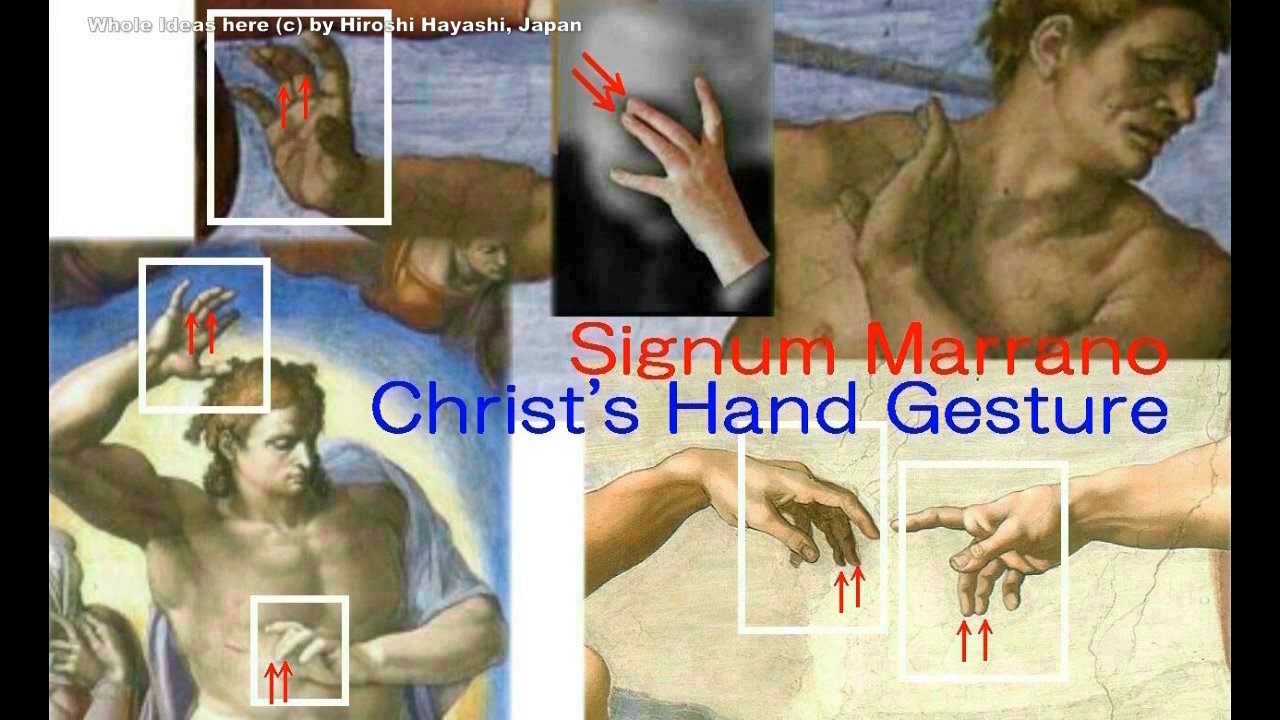 Whole Ideas here (c) by Hiroshi Hayashi, Japan
Signum Marrano
Christ's Hand Gesture